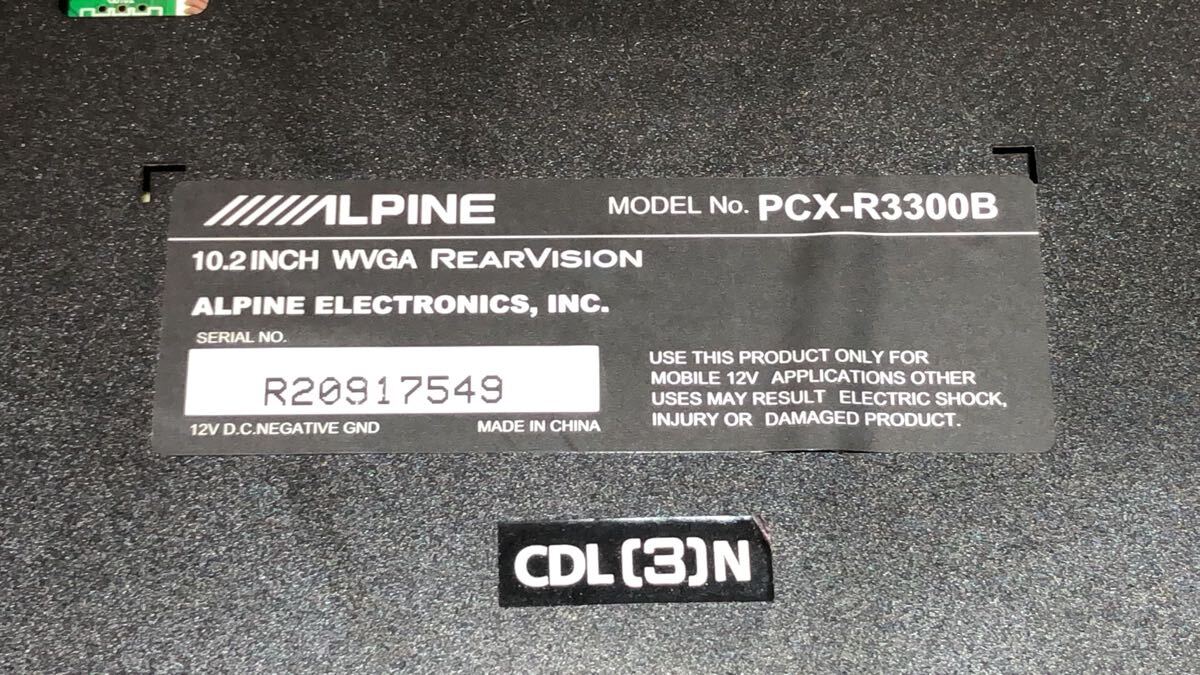 ALPINE MODEL No. PCX-R3300B
10.2 INCH WVGA REARVISION
ALPINE ELECTRONICS, INC.
SERIAL NO.
R20917549
12V D.C.NEGATIVE GND MADE IN CHINA
USE THIS PRODUCT ONLY FOR
MOBILE 12V APPLICATIONS OTHER
USES MAY RESULT ELECTRIC SHOCK,
INJURY OR DAMAGED PRODUCT.
CDL(3)N